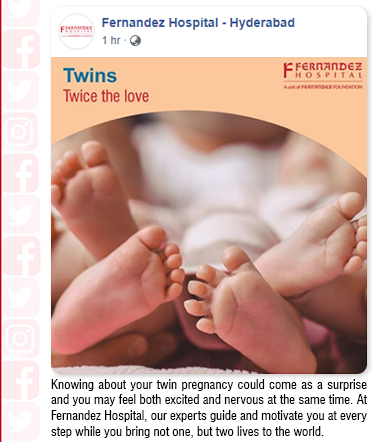 Fernandez Hospital - Hyderabad
1 hr ·
Twins
Twice the love
FERNANDEZ
HOSPITAL
A unit of FERNANDEZ FOUNDATION
Knowing about your twin pregnancy could come as a surprise
and you may feel both excited and nervous at the same time. At
Fernandez Hospital, our experts guide and motivate you at every
step while you bring not one, but two lives to the world.